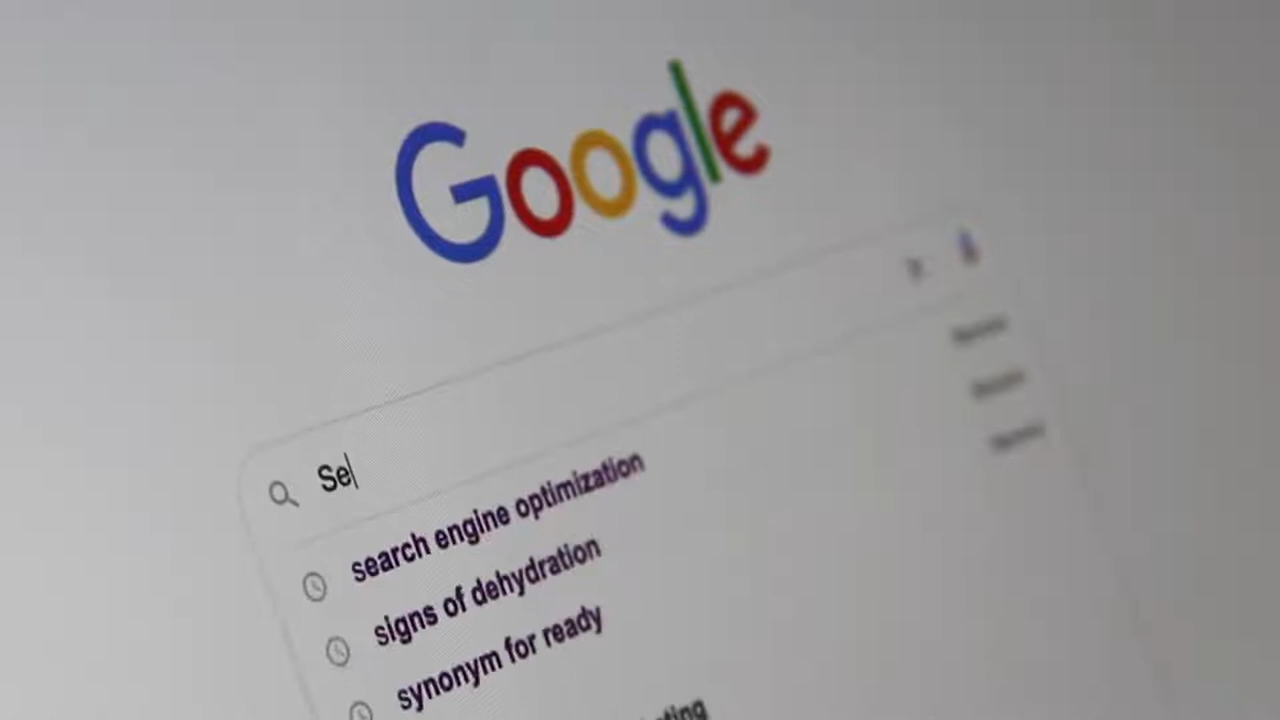 Google
Se
search engine optimization
signs of dehydration
synonym for ready